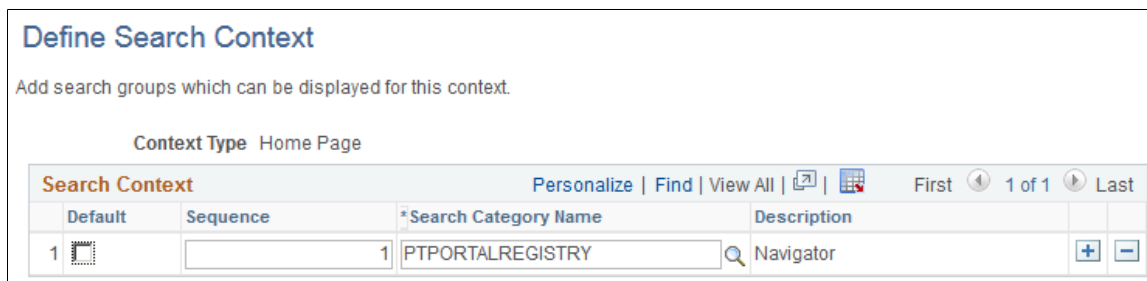 Define Search Context
Add search groups which can be displayed for this context.
Context Type Home Page
Search Context Personalize | Find | View All | | First 1 of 1 Last
Default Sequence *Search Category Name Description
1 1 PTPORTALREGISTRY Navigator + −